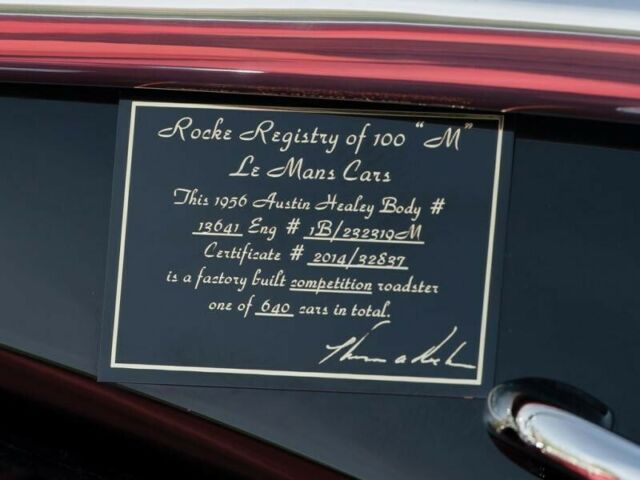 Rocke Registry of 100 "M"
Le Mans Cars
This 1956 Austin Healey Body #
13641 Eng # 1B/232319M
Certificate # 2014/32837
is a factory built competition roadster
one of 640 cars in total.